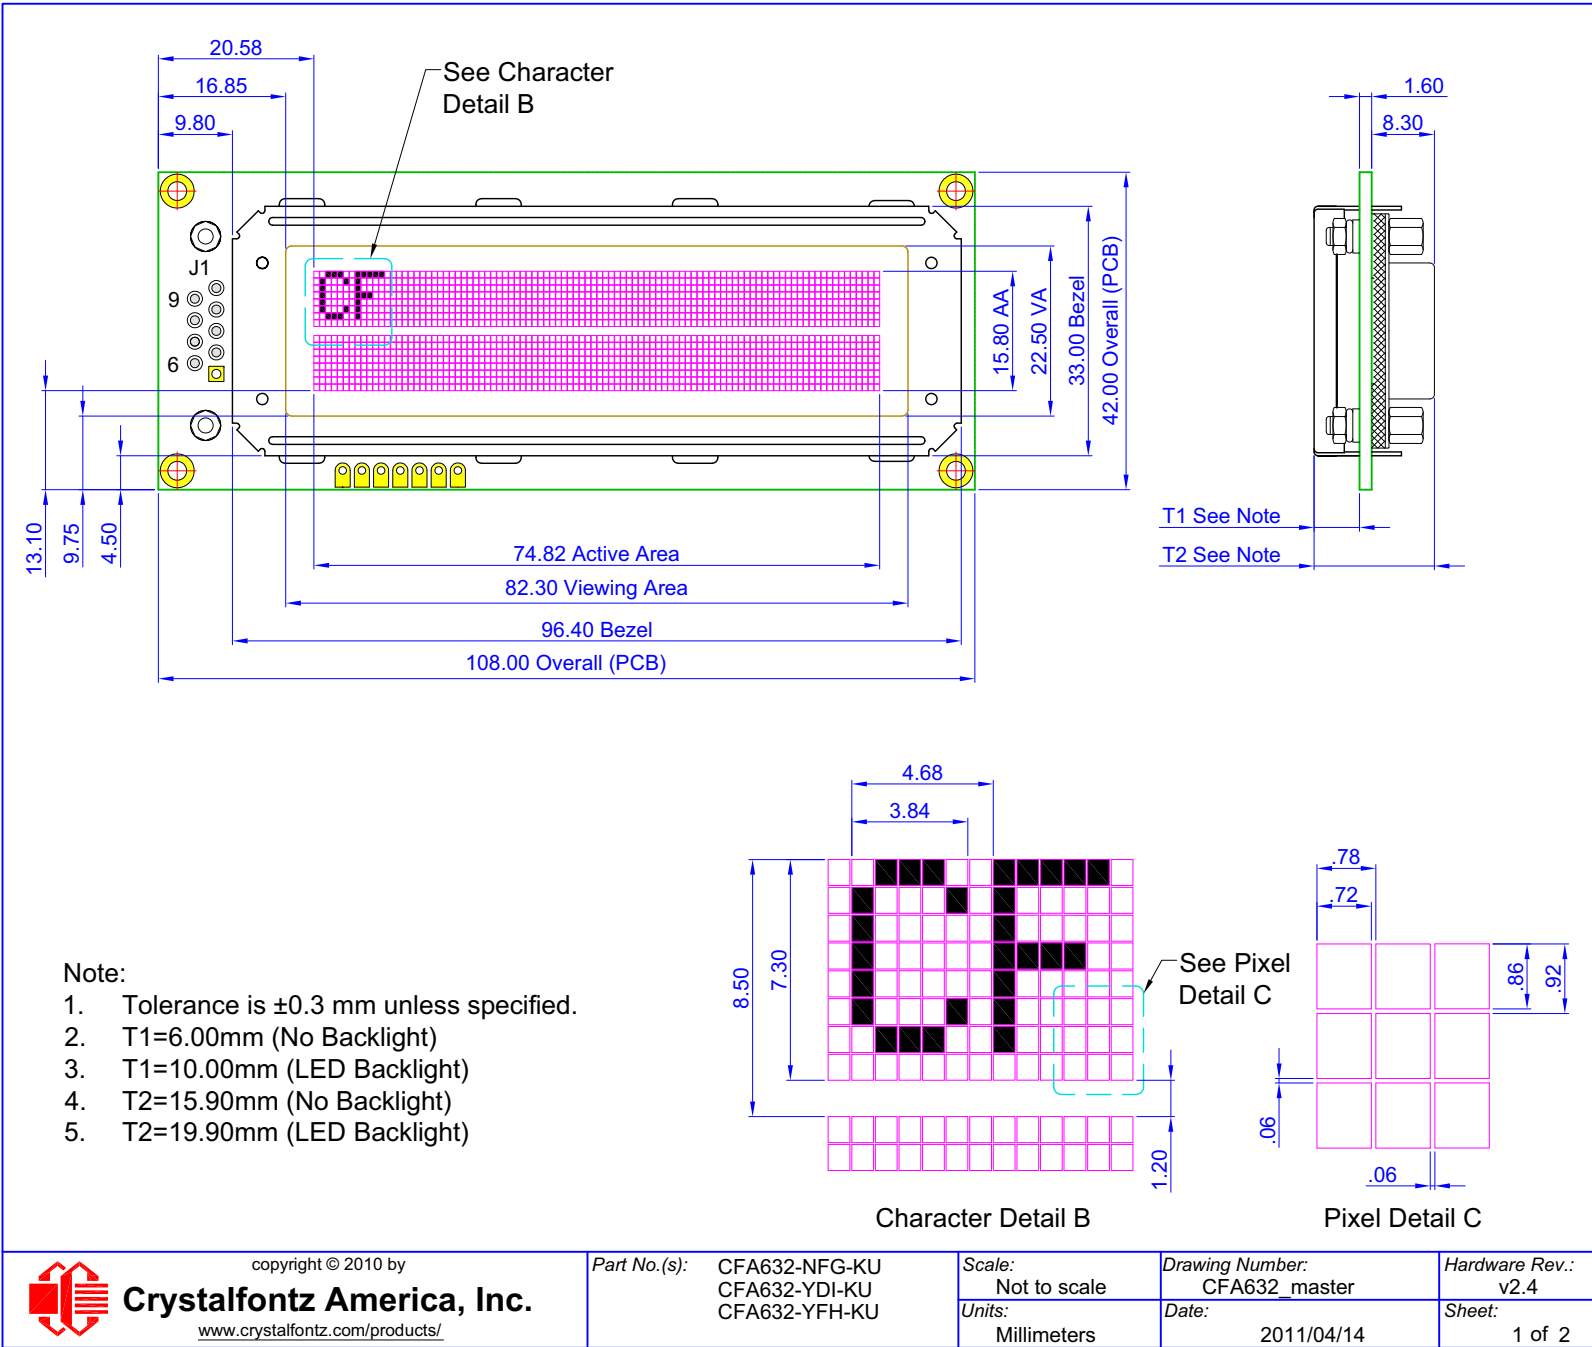 20.58
16.85
9.80
See Character
Detail B
1.60
8.30
J1
9
6
15.80 AA
22.50 VA
33.00 Bezel
42.00 Overall (PCB)
13.10
9.75
4.50
74.82 Active Area
82.30 Viewing Area
96.40 Bezel
108.00 Overall (PCB)
T1 See Note
T2 See Note
4.68
3.84
8.50
7.30
1.20
See Pixel
Detail C
.78
.72
.86
.92
.06
.06
Character Detail B
Pixel Detail C
Note:
1. Tolerance is ±0.3 mm unless specified.
2. T1=6.00mm (No Backlight)
3. T1=10.00mm (LED Backlight)
4. T2=15.90mm (No Backlight)
5. T2=19.90mm (LED Backlight)
copyright © 2010 by
Crystalfontz America, Inc.
www.crystalfontz.com/products/
Part No.(s): CFA632-NFG-KU
CFA632-YDI-KU
CFA632-YFH-KU
Scale:
Not to scale
Units:
Millimeters
Drawing Number:
CFA632_master
Date:
2011/04/14
Hardware Rev.:
v2.4
Sheet:
1 of 2